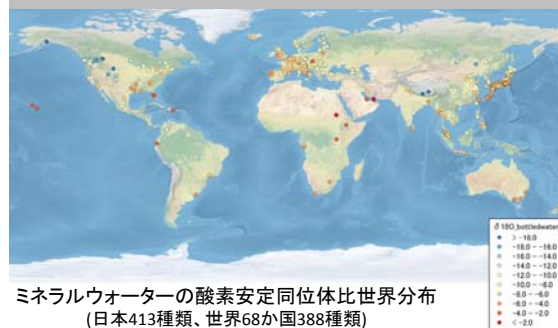 δ 18O_bottledwater
> -18.0
-18.0 - -16.0
-16.0 - -14.0
-14.0 - -12.0
-12.0 - -10.0
-10.0 - -8.0
-8.0 - -6.0
-6.0 - -4.0
-4.0 - -2.0
< -2.0
ミネラルウォーターの酸素安定同位体比世界分布
(日本413種類、世界68か国388種類)